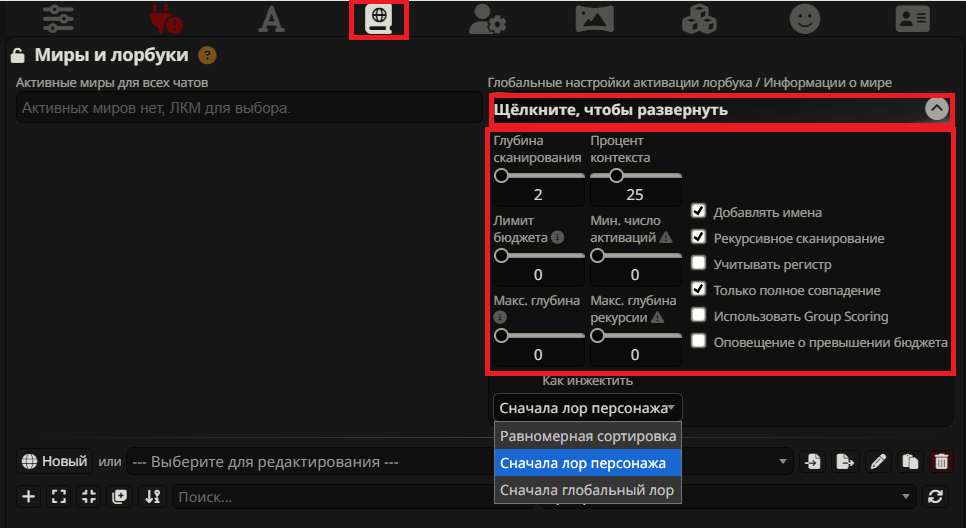 Миры и лорбуки ?
Активные миры для всех чатов
Активных миров нет, ЛКМ для выбора.
Глобальные настройки активации лорбука / Информации о мире
Щёлкните, чтобы развернуть
Глубина сканирования
2
Процент контекста
25
Лимит бюджета
0
Мин. число активаций
0
Макс. глубина
0
Макс. глубина рекурсии
0
Добавлять имена
Рекурсивное сканирование
Учитывать регистр
Только полное совпадение
Использовать Group Scoring
Оповещение о превышении бюджета
Как инжектить
Сначала лор персонажа
Равномерная сортировка
Сначала лор персонажа
Сначала глобальный лор
Новый или --- Выберите для редактирования ---
Поиск...